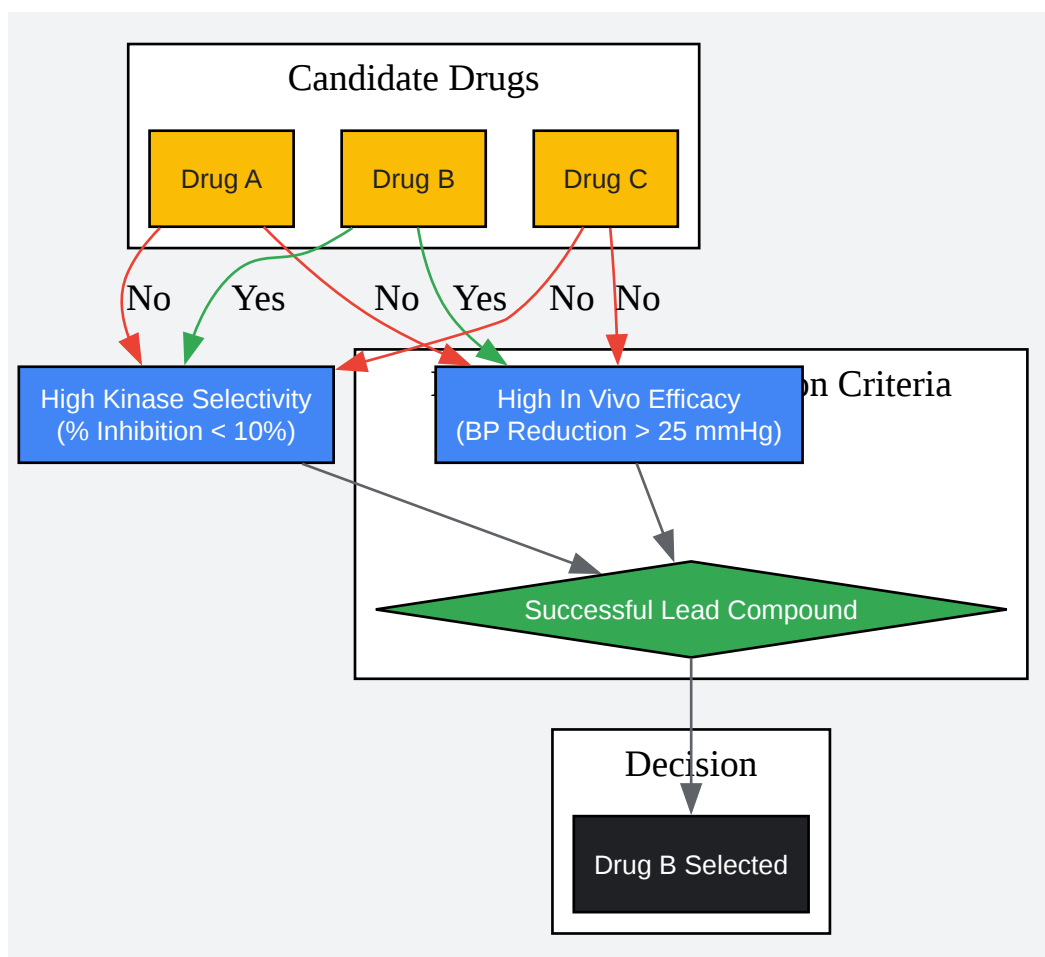 Candidate Drugs
Drug A
Drug B
Drug C
No
Yes
No
Yes
No
No
Criteria
High Kinase Selectivity
(% Inhibition < 10%)
High In Vivo Efficacy
(BP Reduction > 25 mmHg)
Successful Lead Compound
Decision
Drug B Selected